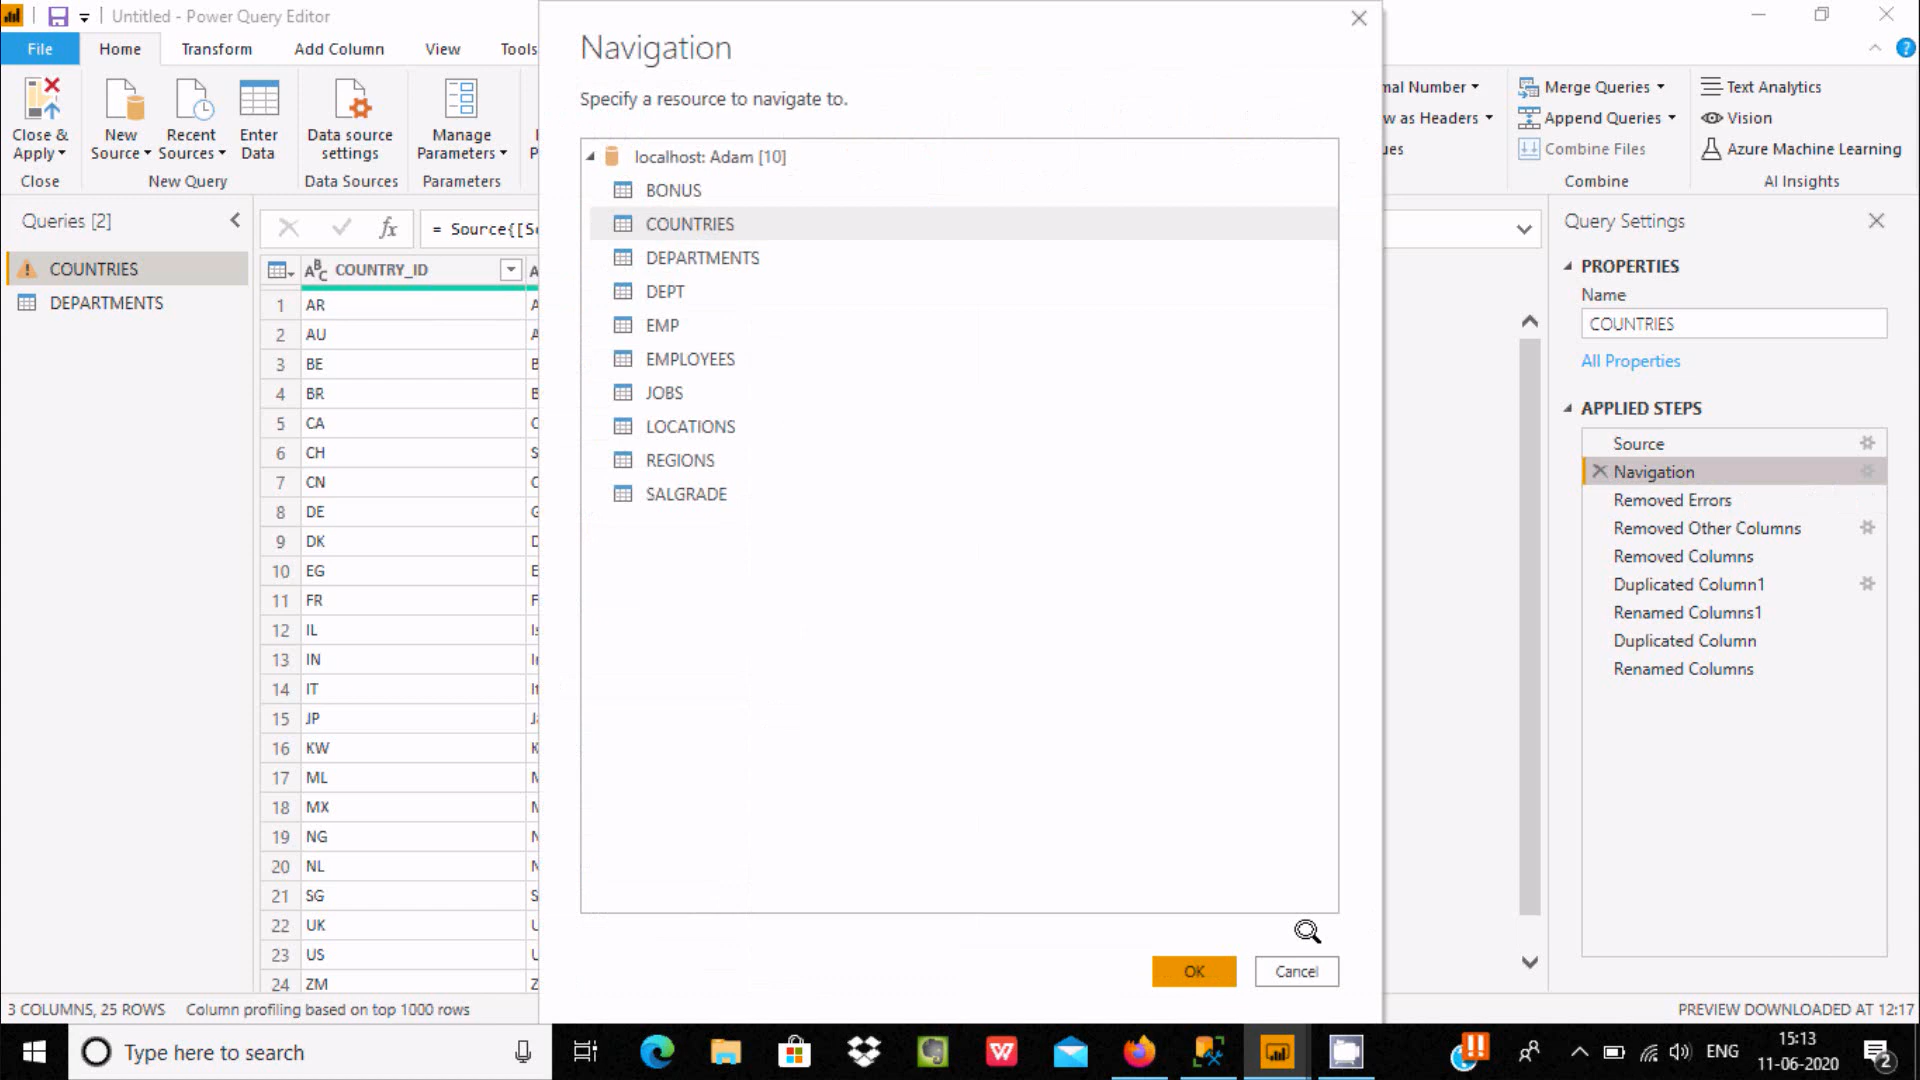 Untitled - Power Query Editor
File
Home
Transform
Add Column
View
Tools
Close & Apply
New Source
Recent Sources
Enter Data
Data source settings
Manage Parameters
Close
New Query
Data Sources
Parameters
mal Number
w as Headers
ues
Merge Queries
Append Queries
Combine Files
Combine
Text Analytics
Vision
Azure Machine Learning
AI Insights
Navigation
Specify a resource to navigate to.
localhost: Adam [10]
BONUS
COUNTRIES
DEPARTMENTS
DEPT
EMP
EMPLOYEES
JOBS
LOCATIONS
REGIONS
SALGRADE
OK
Cancel
Queries [2]
COUNTRIES
DEPARTMENTS
fx
= Source{[S
COUNTRY_ID
1 AR
2 AU
3 BE
4 BR
5 CA
6 CH
7 CN
8 DE
9 DK
10 EG
11 FR
12 IL
13 IN
14 IT
15 JP
16 KW
17 ML
18 MX
19 NG
20 NL
21 SG
22 UK
23 US
24 ZM
Query Settings
PROPERTIES
Name
COUNTRIES
All Properties
APPLIED STEPS
Source
Navigation
Removed Errors
Removed Other Columns
Removed Columns
Duplicated Column1
Renamed Columns1
Duplicated Column
Renamed Columns
3 COLUMNS, 25 ROWS
Column profiling based on top 1000 rows
PREVIEW DOWNLOADED AT 12:17
Type here to search
ENG
15:13
11-06-2020
2